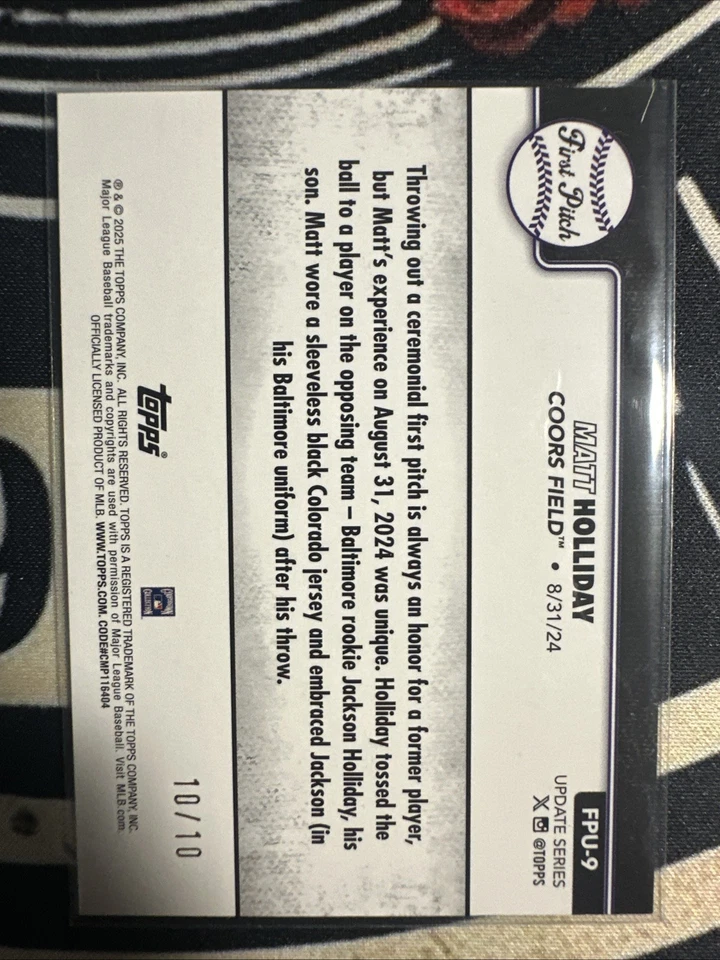 First Pitch
MATT HOLLIDAY
COORS FIELD™ • 8/31/24
FPU-9
UPDATE SERIES
X @TOPPS
Throwing out a ceremonial first pitch is always an honor for a former player,
but Matt's experience on August 31, 2024 was unique. Holliday tossed the
ball to a player on the opposing team – Baltimore rookie Jackson Holliday, his
son. Matt wore a sleeveless black Colorado jersey and embraced Jackson (in
his Baltimore uniform) after his throw.
topps®
10/10
℗ & © 2025 THE TOPPS COMPANY, INC. ALL RIGHTS RESERVED. TOPPS IS A REGISTERED TRADEMARK OF THE TOPPS COMPANY, INC.
Major League Baseball trademarks and copyrights are used with permission of Major League Baseball. Visit MLB.com.
OFFICIALLY LICENSED PRODUCT OF MLB. WWW.TOPPS.COM. CODE#CMP116404